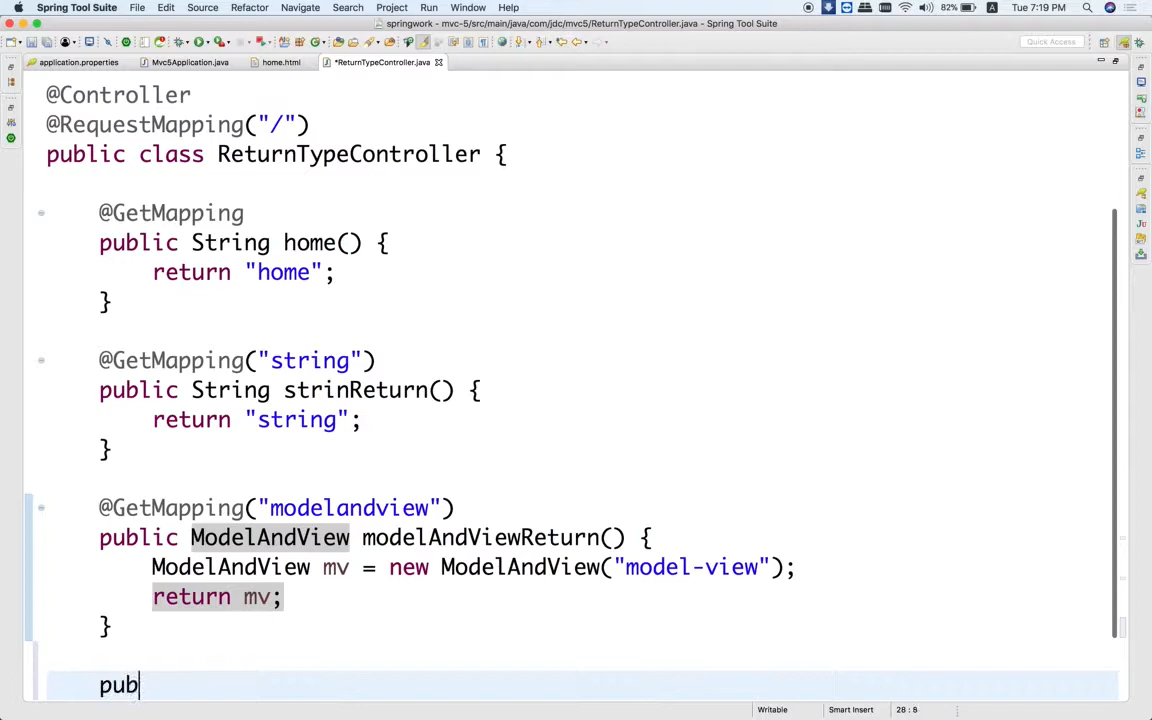 Spring Tool Suite File Edit Source Refactor Navigate Search Project Run Window Help 82% A Tue 7:19 PM
springwork - mvc-5/src/main/java/com/jdc/mvc5/ReturnTypeController.java - Spring Tool Suite
Quick Access
application.properties Mvc5Application.java home.html *ReturnTypeController.java
@Controller
@RequestMapping("/")
public class ReturnTypeController {
@GetMapping
public String home() {
return "home";
}
@GetMapping("string")
public String strinReturn() {
return "string";
}
@GetMapping("modelandview")
public ModelAndView modelAndViewReturn() {
ModelAndView mv = new ModelAndView("model-view");
return mv;
}
pub
Writable Smart Insert 28 : 8